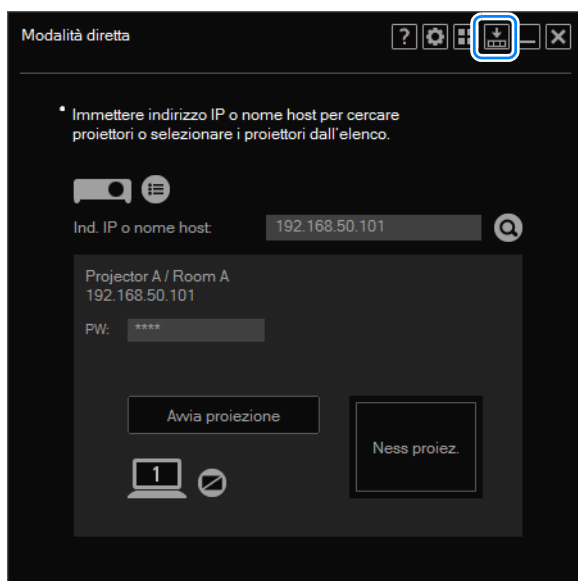 Modalità diretta
?
Immettere indirizzo IP o nome host per cercare
proiettori o selezionare i proiettori dall'elenco.
Ind. IP o nome host:
192.168.50.101
Projector A / Room A
192.168.50.101
PW: ****
Avvia proiezione
Ness proiez.
1